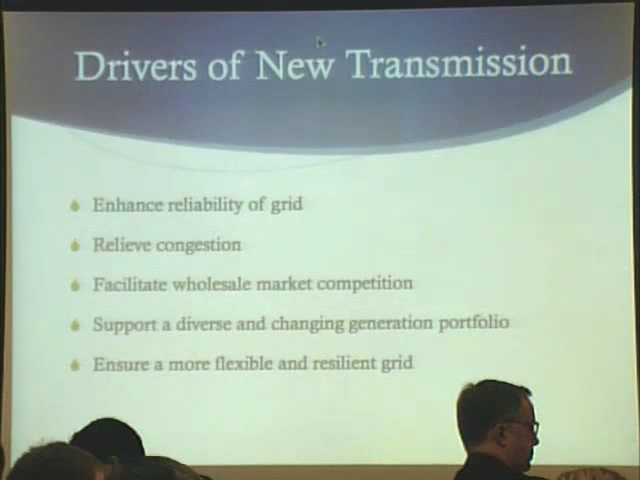 Drivers of New Transmission
Enhance reliability of grid
Relieve congestion
Facilitate wholesale market competition
Support a diverse and changing generation portfolio
Ensure a more flexible and resilient grid